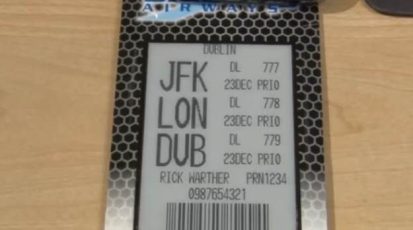 AIRWAYS
DUBLIN
JFK DL 777
23DEC PRIO
LON DL 778
23DEC PRIO
DUB DL 779
23DEC PRIO
RICK WARTHER PRN1234
0987654321